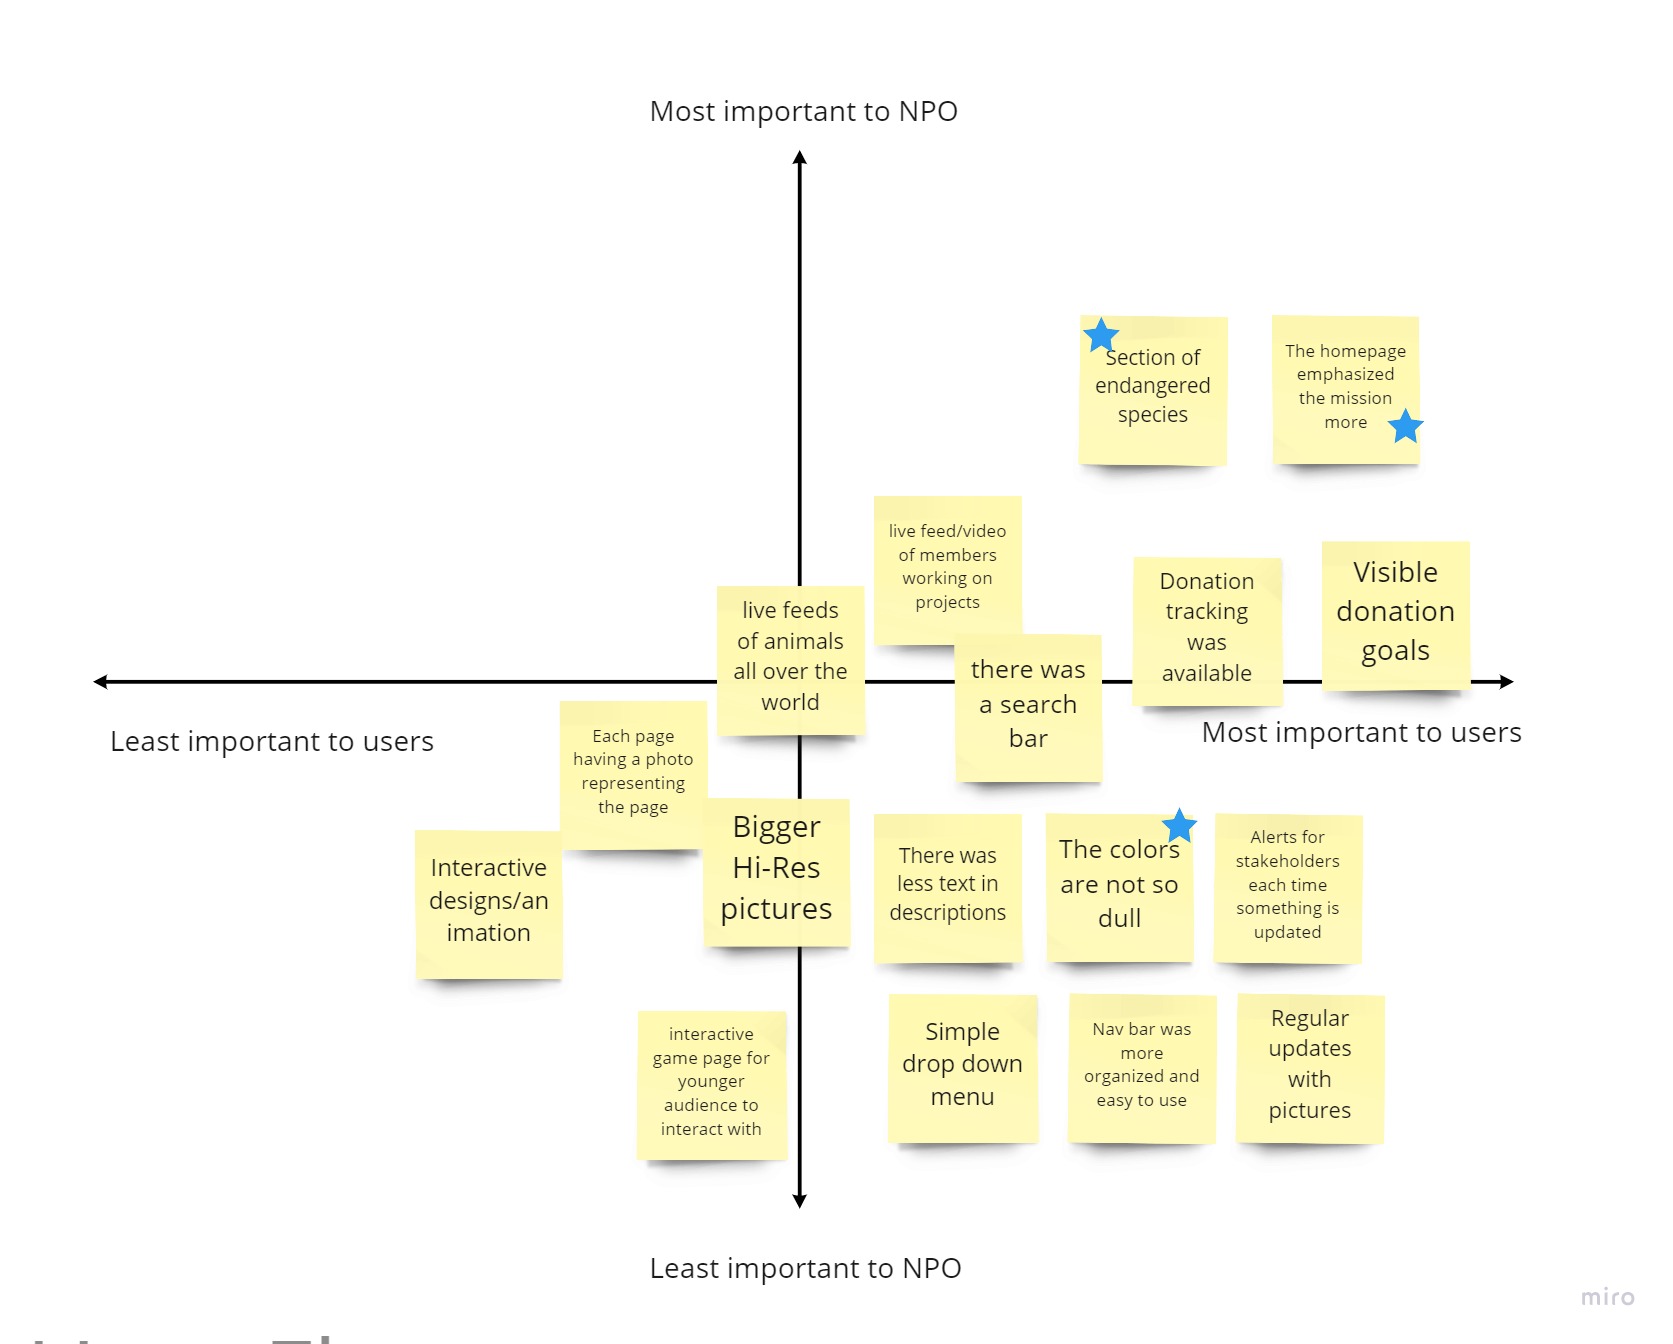 Most important to NPO
Section of
endangered
species
The homepage
emphasized
the mission
more
live feed/video
of members
working on
projects
live feeds
of animals
all over the
world
there was
a search
bar
Donation
tracking
was
available
Visible
donation
goals
Least important to users
Most important to users
Each page
having a photo
representing
the page
Interactive
designs/an
imation
Bigger
Hi-Res
pictures
There was
less text in
descriptions
The colors
are not so
dull
Alerts for
stakeholders
each time
something is
updated
interactive
game page for
younger
audience to
interact with
Simple
drop down
menu
Nav bar was
more
organized and
easy to use
Regular
updates
with
pictures
Least important to NPO
miro